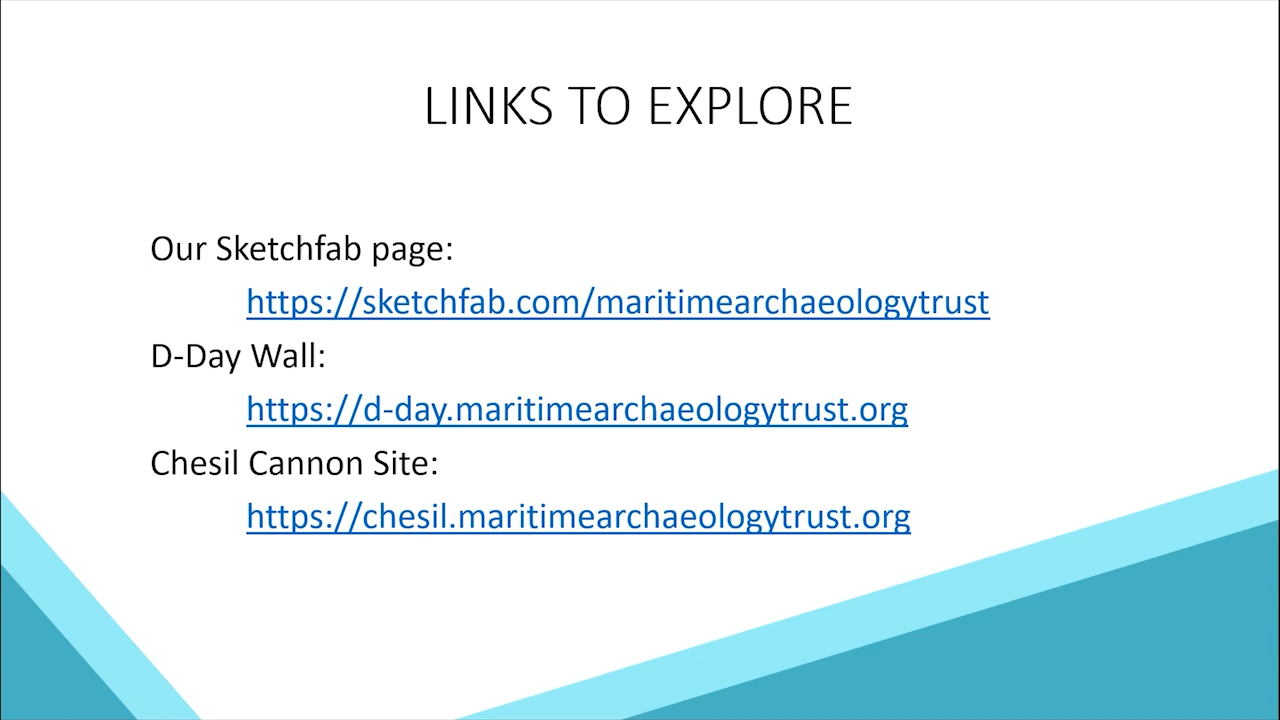 LINKS TO EXPLORE
Our Sketchfab page:
https://sketchfab.com/maritimearchaeologytrust
D-Day Wall:
https://d-day.maritimearchaeologytrust.org
Chesil Cannon Site:
https://chesil.maritimearchaeologytrust.org